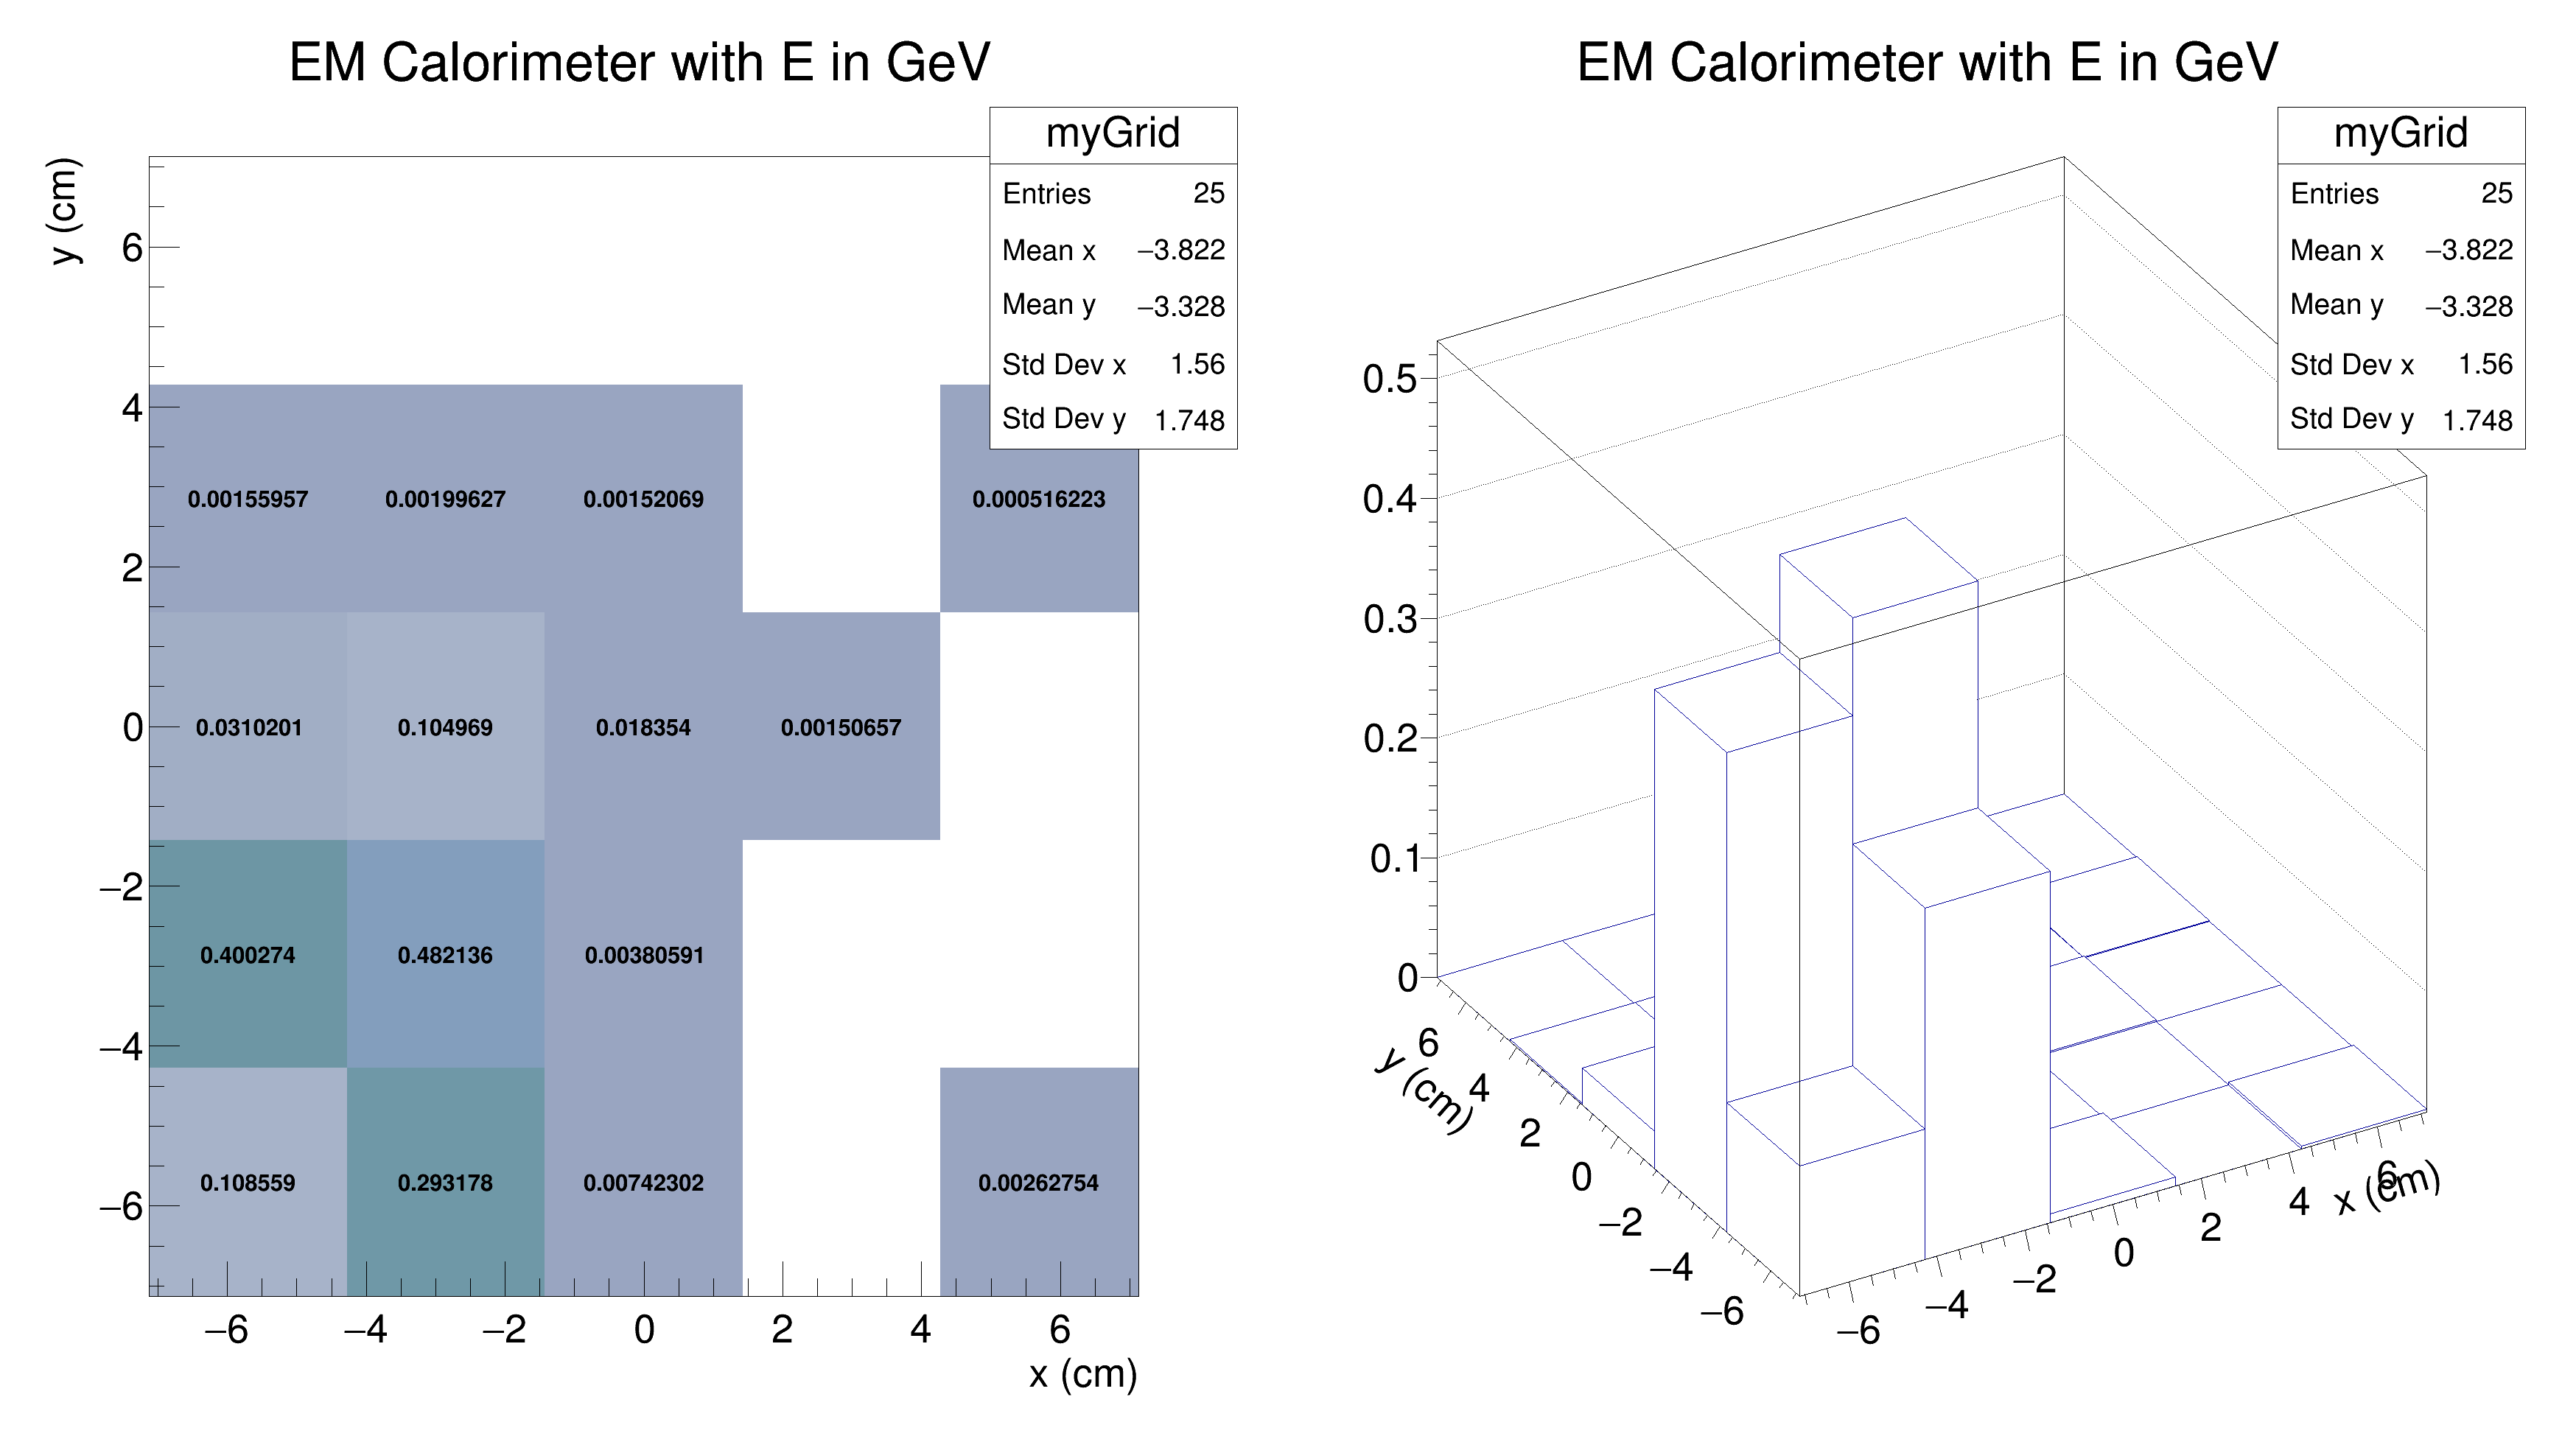 EM Calorimeter with E in GeV
myGrid
Entries 25
Mean x −3.822
Mean y −3.328
Std Dev x 1.56
Std Dev y 1.748
y (cm)
6
4
2
0
−2
−4
−6
0.00155957 0.00199627 0.00152069 0.000516223
0.0310201 0.104969 0.018354 0.00150657
0.400274 0.482136 0.00380591
0.108559 0.293178 0.00742302 0.00262754
−6 −4 −2 0 2 4 6
x (cm)
EM Calorimeter with E in GeV
myGrid
Entries 25
Mean x −3.822
Mean y −3.328
Std Dev x 1.56
Std Dev y 1.748
0.5
0.4
0.3
0.2
0.1
0
y (cm)
6
4
2
0
−2
−4
−6
−6 −4 −2 0 2 4 6
x (cm)